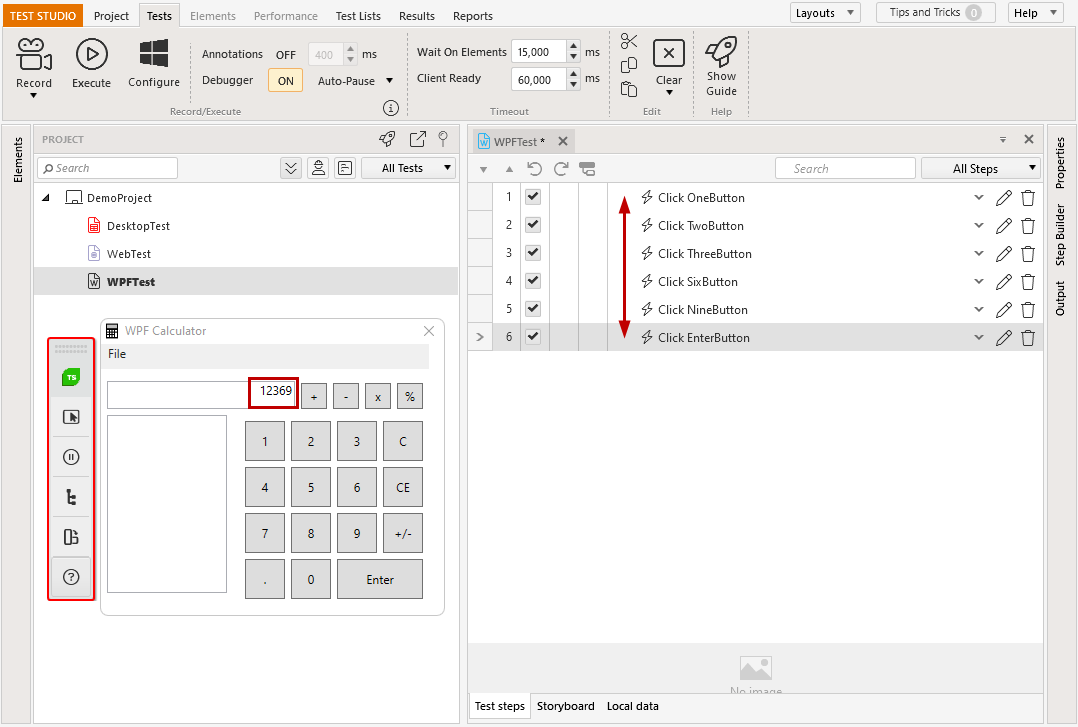 TEST STUDIO Project Tests Elements Performance Test Lists Results Reports Layouts Tips and Tricks 0 Help
Record Execute Configure
Annotations OFF 400 ms
Debugger ON Auto-Pause
Record/Execute
Wait On Elements 15,000 ms
Client Ready 60,000 ms
Timeout
Clear
Edit
Show
Guide
Help
Elements
PROJECT
Search All Tests
DemoProject
DesktopTest
WebTest
WPFTest
TS
WPF Calculator
File
12369 + - x %
1 2 3 C
4 5 6 CE
7 8 9 +/-
. 0 Enter
WPFTest *
Search All Steps
1 Click OneButton
2 Click TwoButton
3 Click ThreeButton
4 Click SixButton
5 Click NineButton
6 Click EnterButton
No image
Test steps Storyboard Local data
Properties
Step Builder
Output